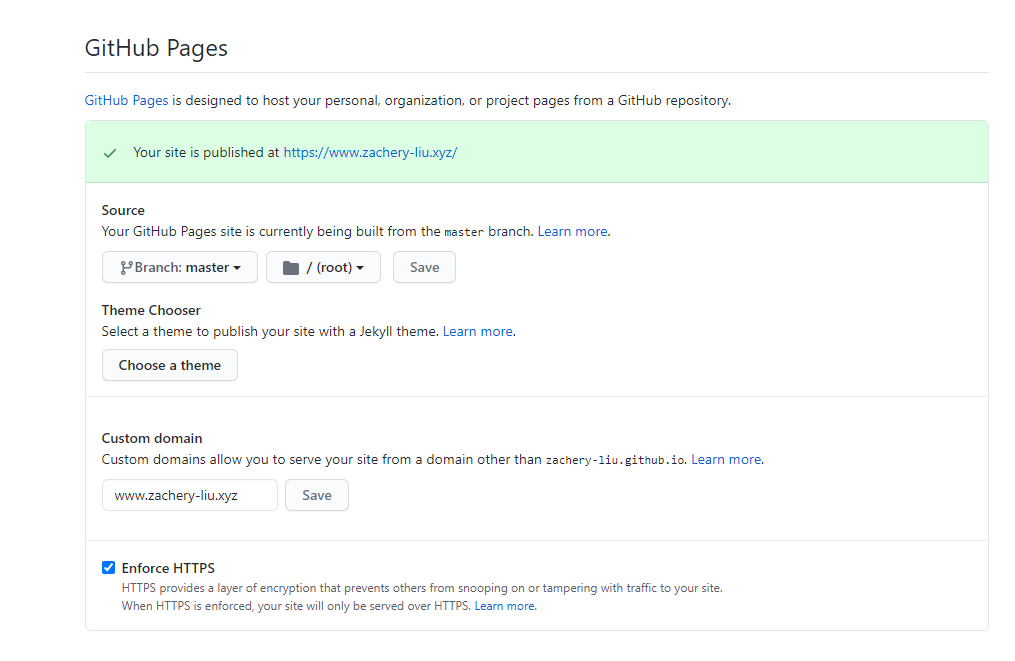 GitHub Pages
GitHub Pages is designed to host your personal, organization, or project pages from a GitHub repository.
Your site is published at https://www.zachery-liu.xyz/
Source
Your GitHub Pages site is currently being built from the master branch. Learn more.
Branch: master / (root) Save
Theme Chooser
Select a theme to publish your site with a Jekyll theme. Learn more.
Choose a theme
Custom domain
Custom domains allow you to serve your site from a domain other than zachery-liu.github.io. Learn more.
www.zachery-liu.xyz Save
Enforce HTTPS
HTTPS provides a layer of encryption that prevents others from snooping on or tampering with traffic to your site.
When HTTPS is enforced, your site will only be served over HTTPS. Learn more.